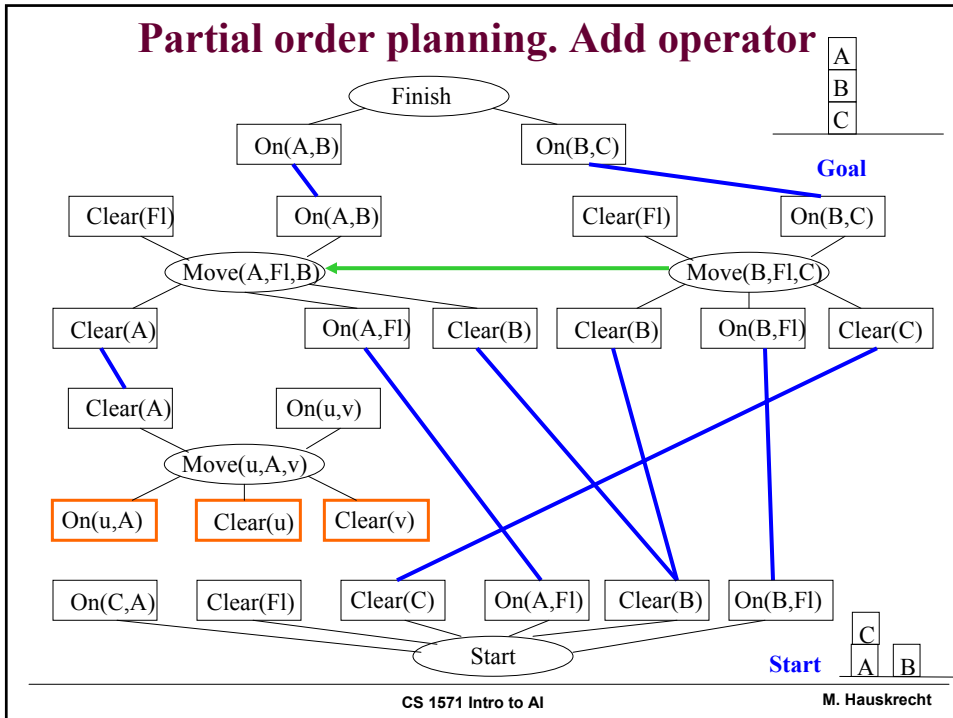 Partial order planning. Add operator
A
B
C
Finish
On(A,B)
On(B,C)
Goal
Clear(Fl)
On(A,B)
Clear(Fl)
On(B,C)
Move(A,Fl,B)
Move(B,Fl,C)
Clear(A)
On(A,Fl)
Clear(B)
Clear(B)
On(B,Fl)
Clear(C)
Clear(A)
On(u,v)
Move(u,A,v)
On(u,A)
Clear(u)
Clear(v)
On(C,A)
Clear(Fl)
Clear(C)
On(A,Fl)
Clear(B)
On(B,Fl)
Start
Start
C
A
B
CS 1571 Intro to AI
M. Hauskrecht